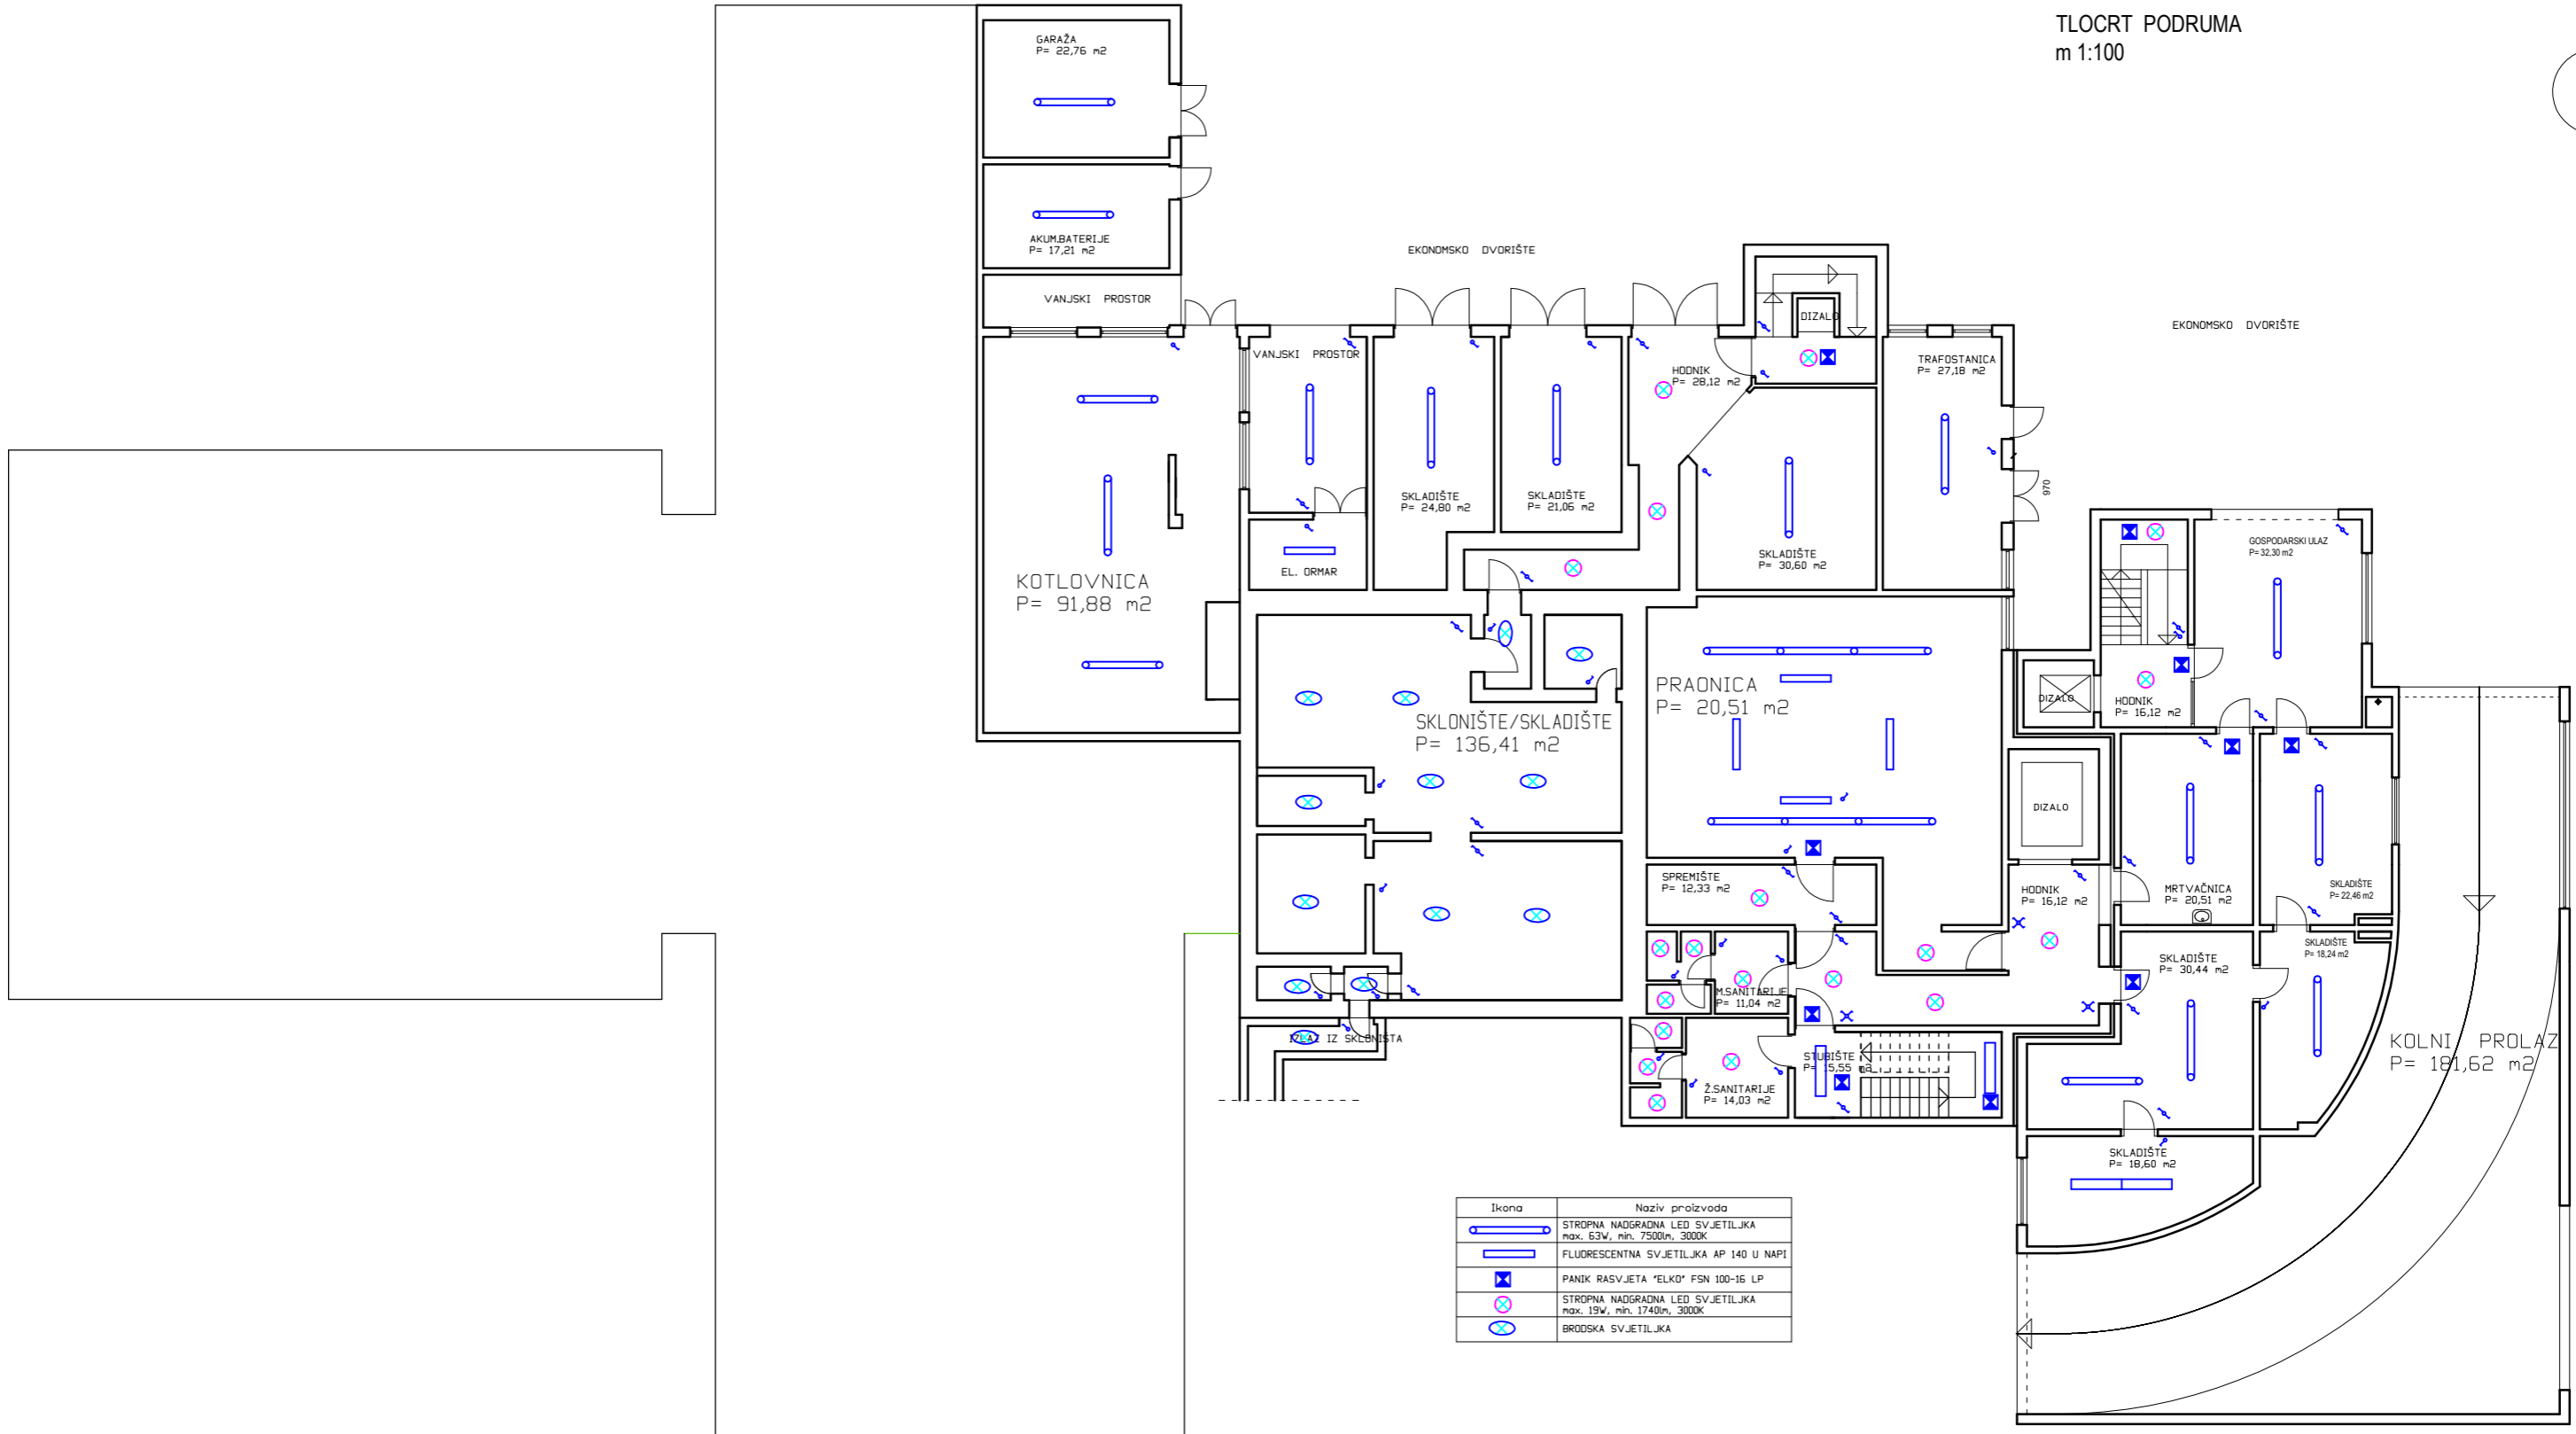 TLOCRT PODRUMA
m 1:100
GARAŽA
P= 22,76 m2
AKUM.BATERIJE
P= 17,21 m2
VANJSKI PROSTOR
EKONOMSKO DVORIŠTE
EKONOMSKO DVORIŠTE
VANJSKI PROSTOR
DIZALO
HODNIK
P= 28,12 m2
TRAFOSTANICA
P= 27,18 m2
SKLADIŠTE
P= 24,80 m2
SKLADIŠTE
P= 21,06 m2
970
SKLADIŠTE
P= 30,60 m2
EL. ORMAR
KOTLOVNICA
P= 91,88 m2
GOSPODARSKI ULAZ
P= 32,30 m2
PRAONICA
P= 20,51 m2
SKLONIŠTE/SKLADIŠTE
P= 136,41 m2
DIZALO
HODNIK
P= 16,12 m2
DIZALO
SPREMIŠTE
P= 12,33 m2
HODNIK
P= 16,12 m2
MRTVAČNICA
P= 20,51 m2
SKLADIŠTE
P= 22,46 m2
SKLADIŠTE
P= 18,24 m2
SKLADIŠTE
P= 30,44 m2
M.SANITARIJE
P= 11,04 m2
IZLAZ IZ SKLONIŠTA
STUBIŠTE
P= 15,55 m2
Ž.SANITARIJE
P= 14,03 m2
KOLNI PROLAZ
P= 181,62 m2
SKLADIŠTE
P= 18,60 m2
Ikona Naziv proizvoda
STROPNA NADGRADNA LED SVJETILJKA
max. 63W, min. 7500lm, 3000K
FLUORESCENTNA SVJETILJKA AP 140 U NAPI
PANIK RASVJETA "ELKO" FSN 100-16 LP
STROPNA NADGRADNA LED SVJETILJKA
max. 19W, min. 1740lm, 3000K
BRODSKA SVJETILJKA